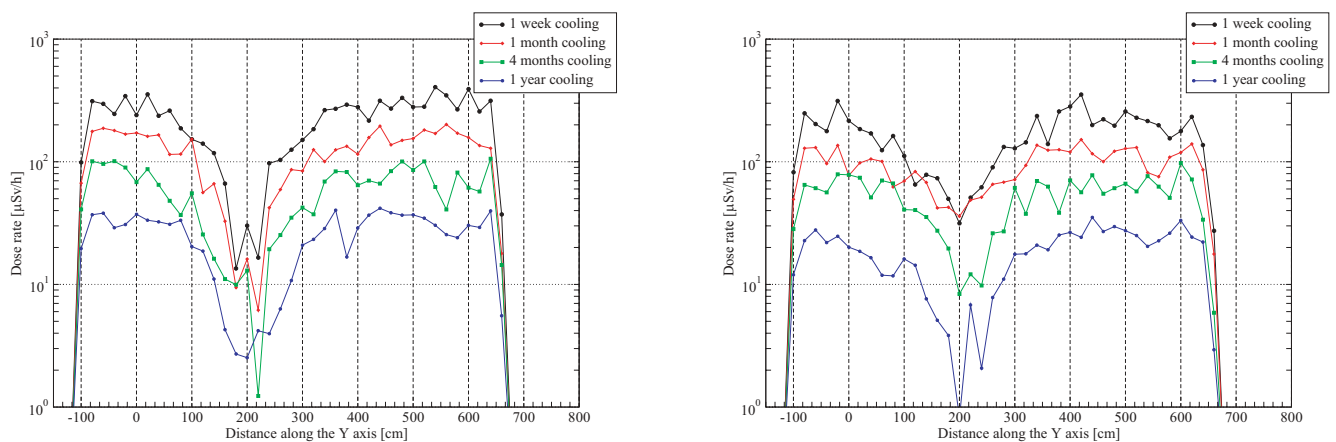 1 week cooling
1 month cooling
4 months cooling
1 year cooling
10³
10²
10¹
10⁰
Dose rate [µSv/h]
-100 0 100 200 300 400 500 600 700 800
Distance along the Y axis [cm]
1 week cooling
1 month cooling
4 months cooling
1 year cooling
10³
10²
10¹
10⁰
Dose rate [µSv/h]
-100 0 100 200 300 400 500 600 700 800
Distance along the Y axis [cm]